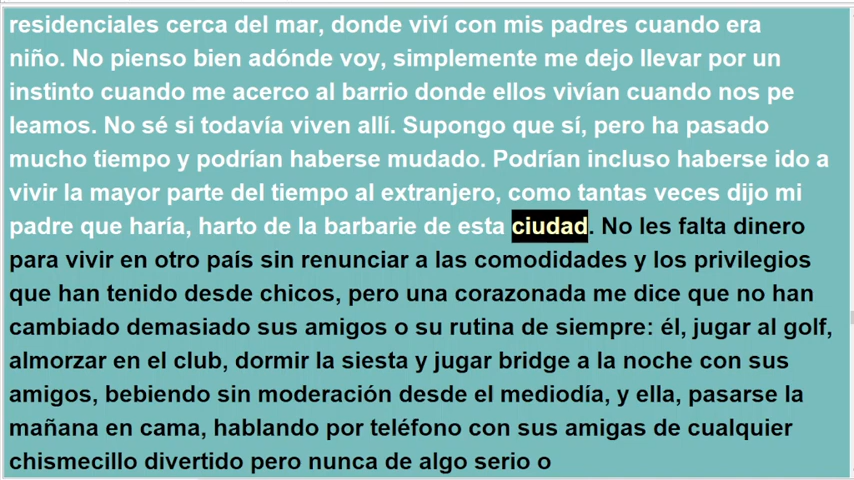 residenciales cerca del mar, donde viví con mis padres cuando era
niño. No pienso bien adónde voy, simplemente me dejo llevar por un
instinto cuando me acerco al barrio donde ellos vivían cuando nos pe
leamos. No sé si todavía viven allí. Supongo que sí, pero ha pasado
mucho tiempo y podrían haberse mudado. Podrían incluso haberse ido a
vivir la mayor parte del tiempo al extranjero, como tantas veces dijo mi
padre que haría, harto de la barbarie de esta ciudad. No les falta dinero
para vivir en otro país sin renunciar a las comodidades y los privilegios
que han tenido desde chicos, pero una corazonada me dice que no han
cambiado demasiado sus amigos o su rutina de siempre: él, jugar al golf,
almorzar en el club, dormir la siesta y jugar bridge a la noche con sus
amigos, bebiendo sin moderación desde el mediodía, y ella, pasarse la
mañana en cama, hablando por teléfono con sus amigas de cualquier
chismecillo divertido pero nunca de algo serio o